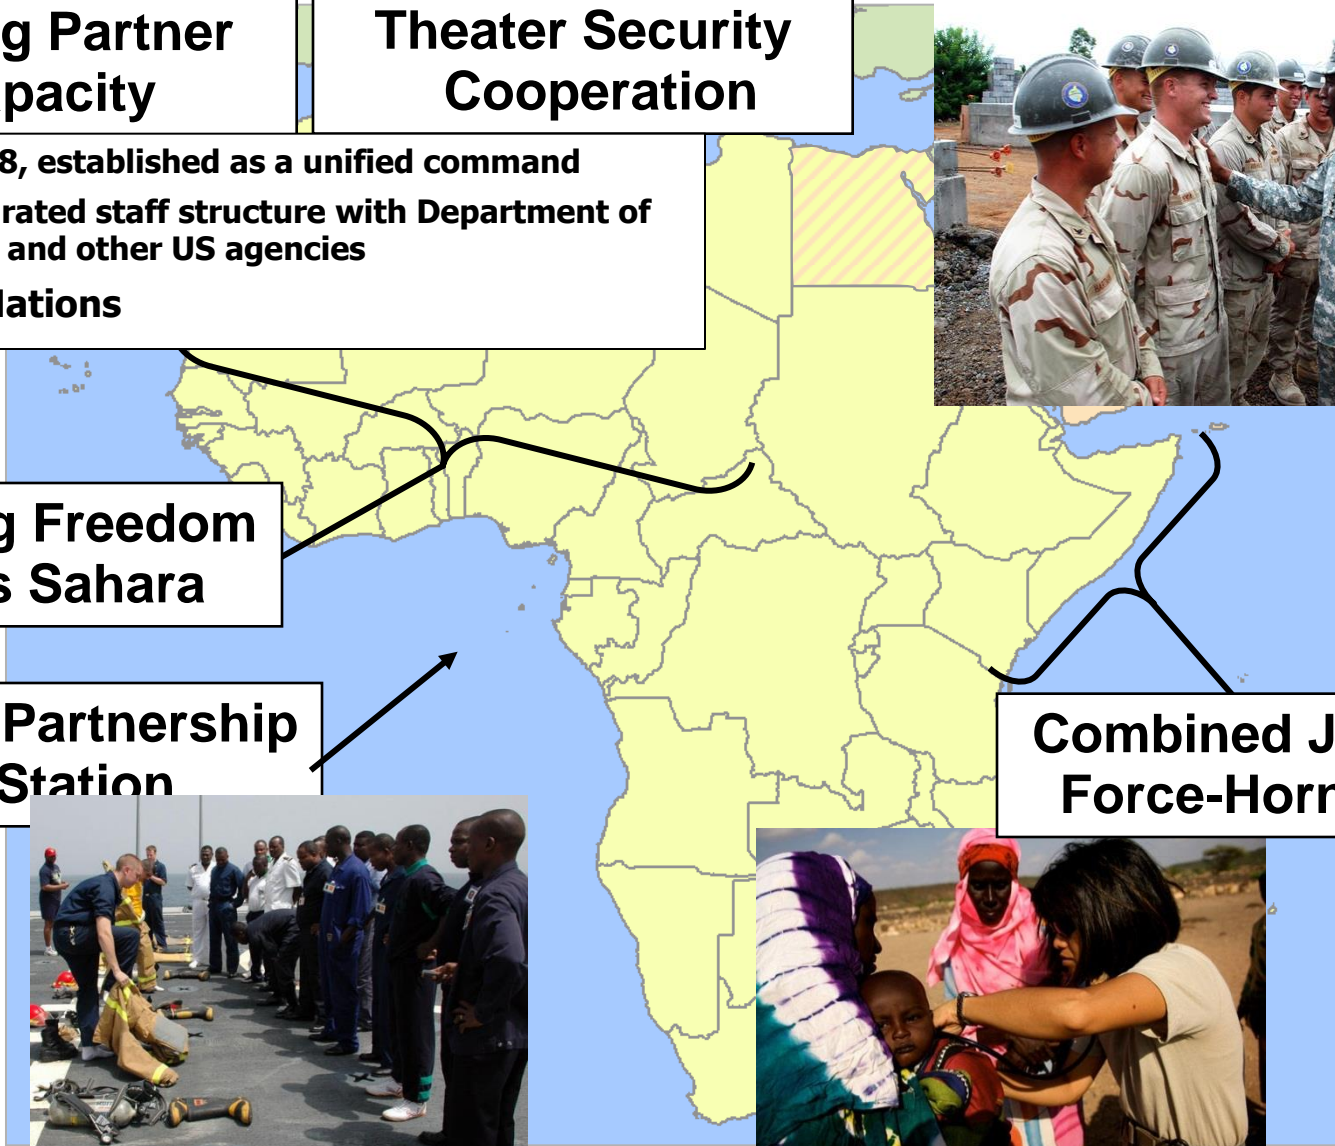 g Partner
pacity
Theater Security
Cooperation
8, established as a unified command
rated staff structure with Department of
and other US agencies
lations
g Freedom
s Sahara
Partnership
Station
Combined J
Force-Horn